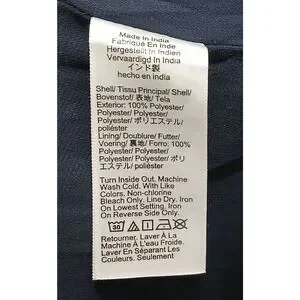 Made In India
Fabriqué En Inde
Hergestellt In Indien
Vervaardigd In India
インド製
hecho en india
Shell/ Tissu Principal/ Shell/
Bovenstof/ 表地/ Tela
Exterior: 100% Polyester/
Polyester/ Polyester/
Polyester/ ポリエステル/
poliéster
Lining/ Doublure/ Futter/
Voering/ 裏地/ Forro: 100%
Polyester/ Polyester/
Polyester/ Polyester/ ポリ
エステル/ poliéster
Turn Inside Out. Machine
Wash Cold. With Like
Colors. Non-chlorine
Bleach Only. Line Dry. Iron
On Lowest Setting. Iron
On Reverse Side Only.
30
Retourner. Laver À La
Machine À L'eau Froide.
Laver En Séparant Les
Couleurs. Seulement